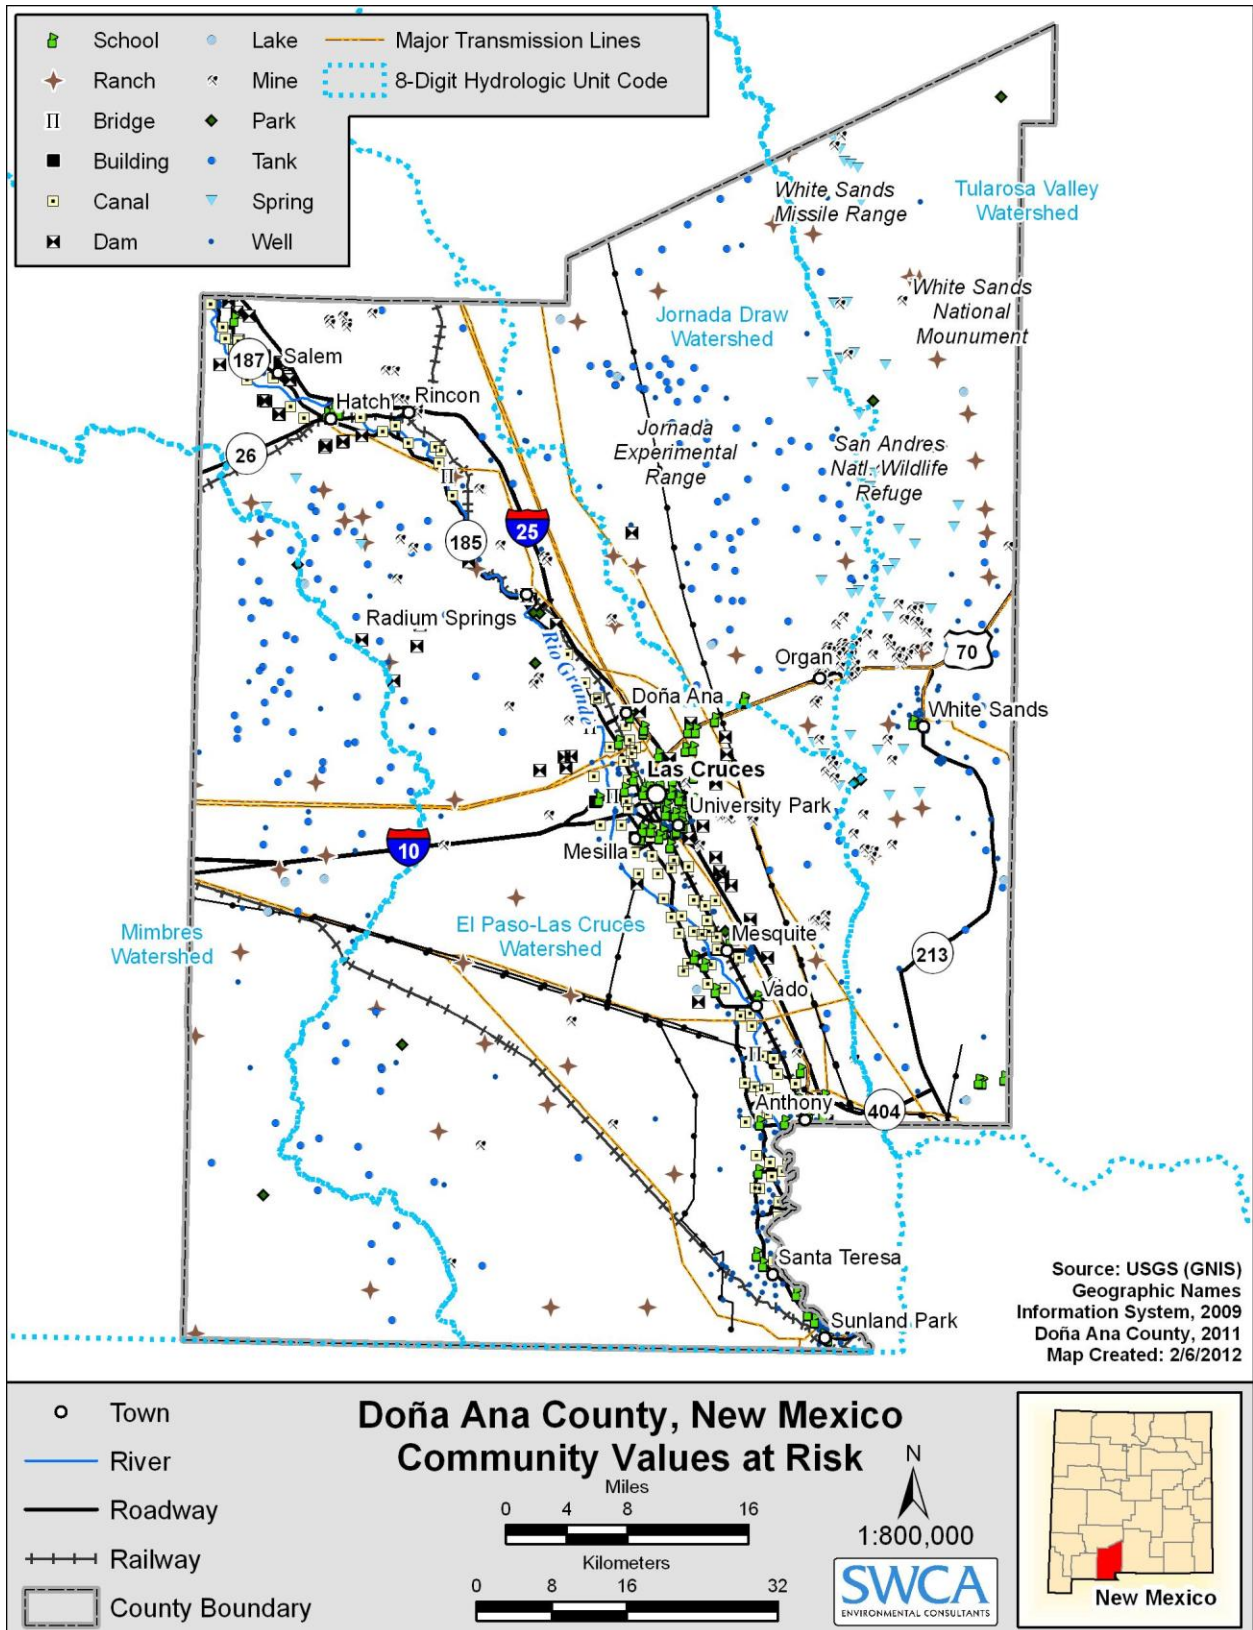 School
Ranch
Bridge
Building
Canal
Dam
Lake
Mine
Park
Tank
Spring
Well
Major Transmission Lines
8-Digit Hydrologic Unit Code
White Sands
Missile Range
Tularosa Valley
Watershed
White Sands
National
Mounument
Jornada Draw
Watershed
187
Salem
Hatch
Rincon
26
Jornada
Experimental
Range
San Andres
Natl. Wildlife
Refuge
25
185
Radium Springs
Rio Grande
Organ
70
Doña Ana
White Sands
Las Cruces
University Park
10
Mesilla
Mimbres
Watershed
El Paso-Las Cruces
Watershed
Mesquite
213
Vado
Anthony
404
Santa Teresa
Sunland Park
Source: USGS (GNIS)
Geographic Names
Information System, 2009
Doña Ana County, 2011
Map Created: 2/6/2012
Town
River
Roadway
Railway
County Boundary
Doña Ana County, New Mexico
Community Values at Risk
Miles
0 4 8 16
Kilometers
0 8 16 32
N
1:800,000
SWCA
ENVIRONMENTAL CONSULTANTS
New Mexico